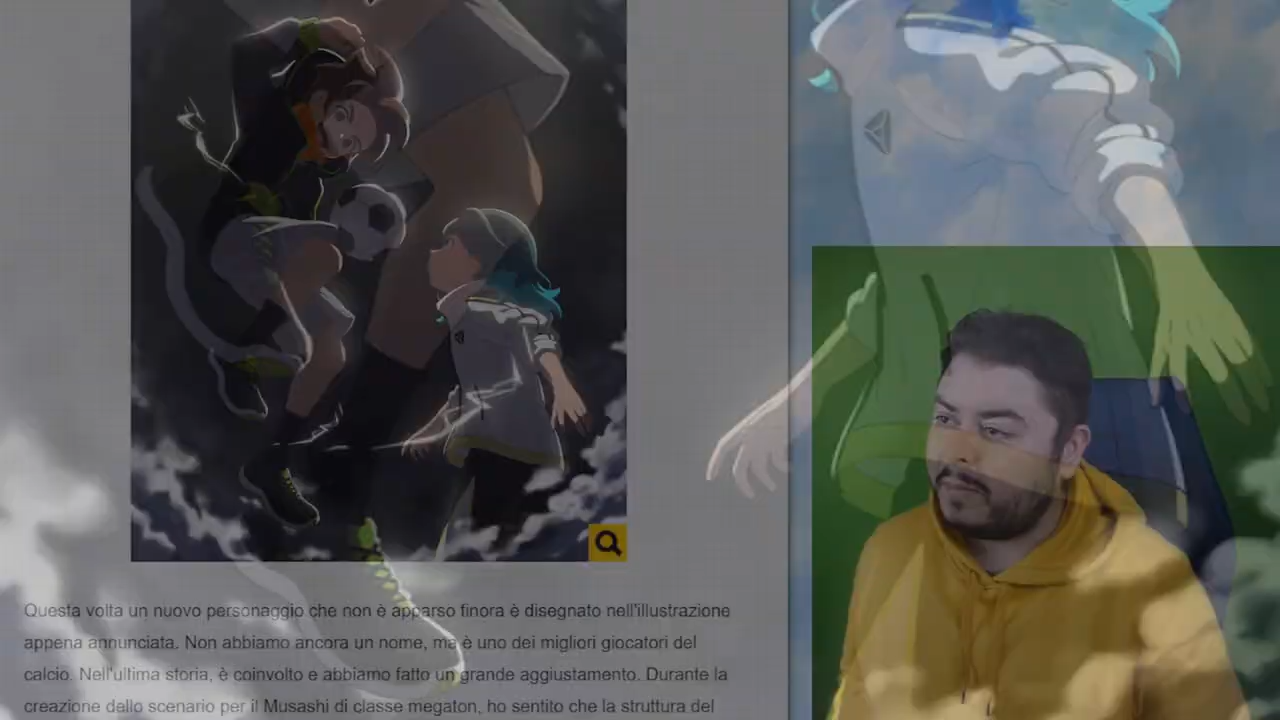 Questa volta un nuovo personaggio che non è apparso finora è disegnato nell'illustrazione
appena annunciata. Non abbiamo ancora un nome, ma è uno dei migliori giocatori del
calcio. Nell'ultima storia, è coinvolto e abbiamo fatto un grande aggiustamento. Durante la
creazione dello scenario per il Musashi di classe megaton, ho sentito che la struttura del